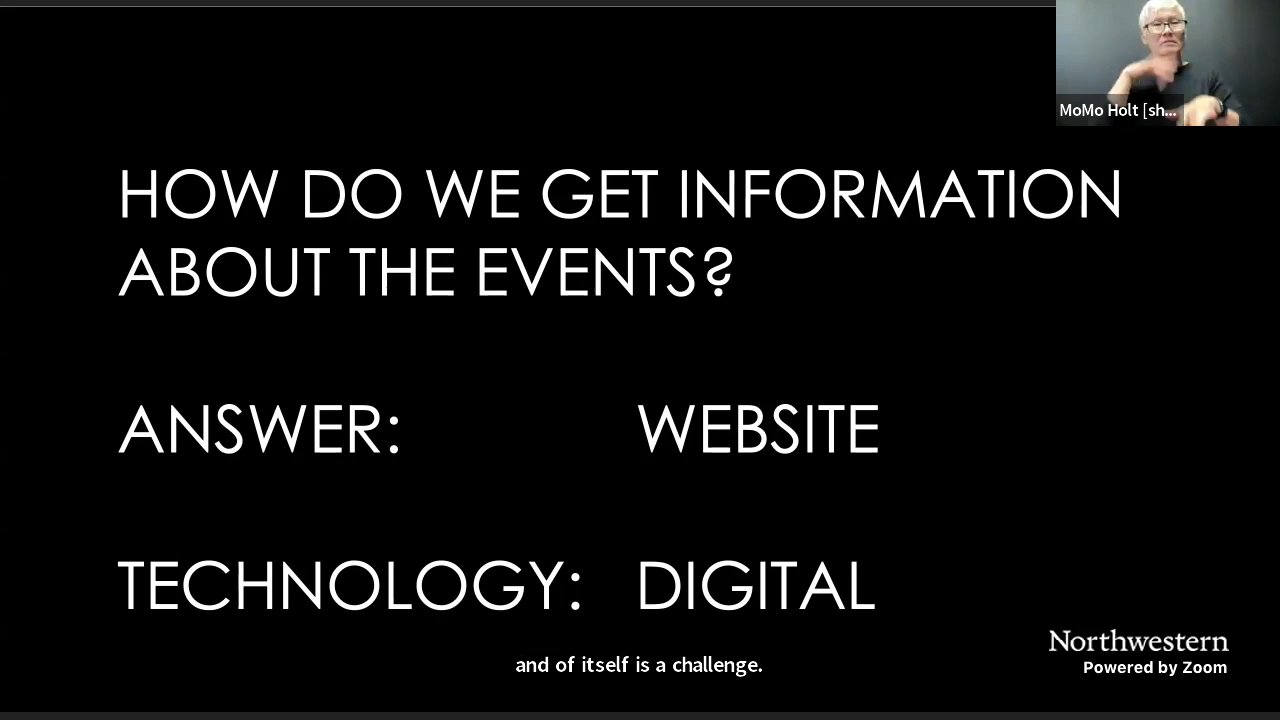 MoMo Holt [sh...
HOW DO WE GET INFORMATION
ABOUT THE EVENTS?
ANSWER: WEBSITE
TECHNOLOGY: DIGITAL
and of itself is a challenge.
Northwestern
Powered by Zoom